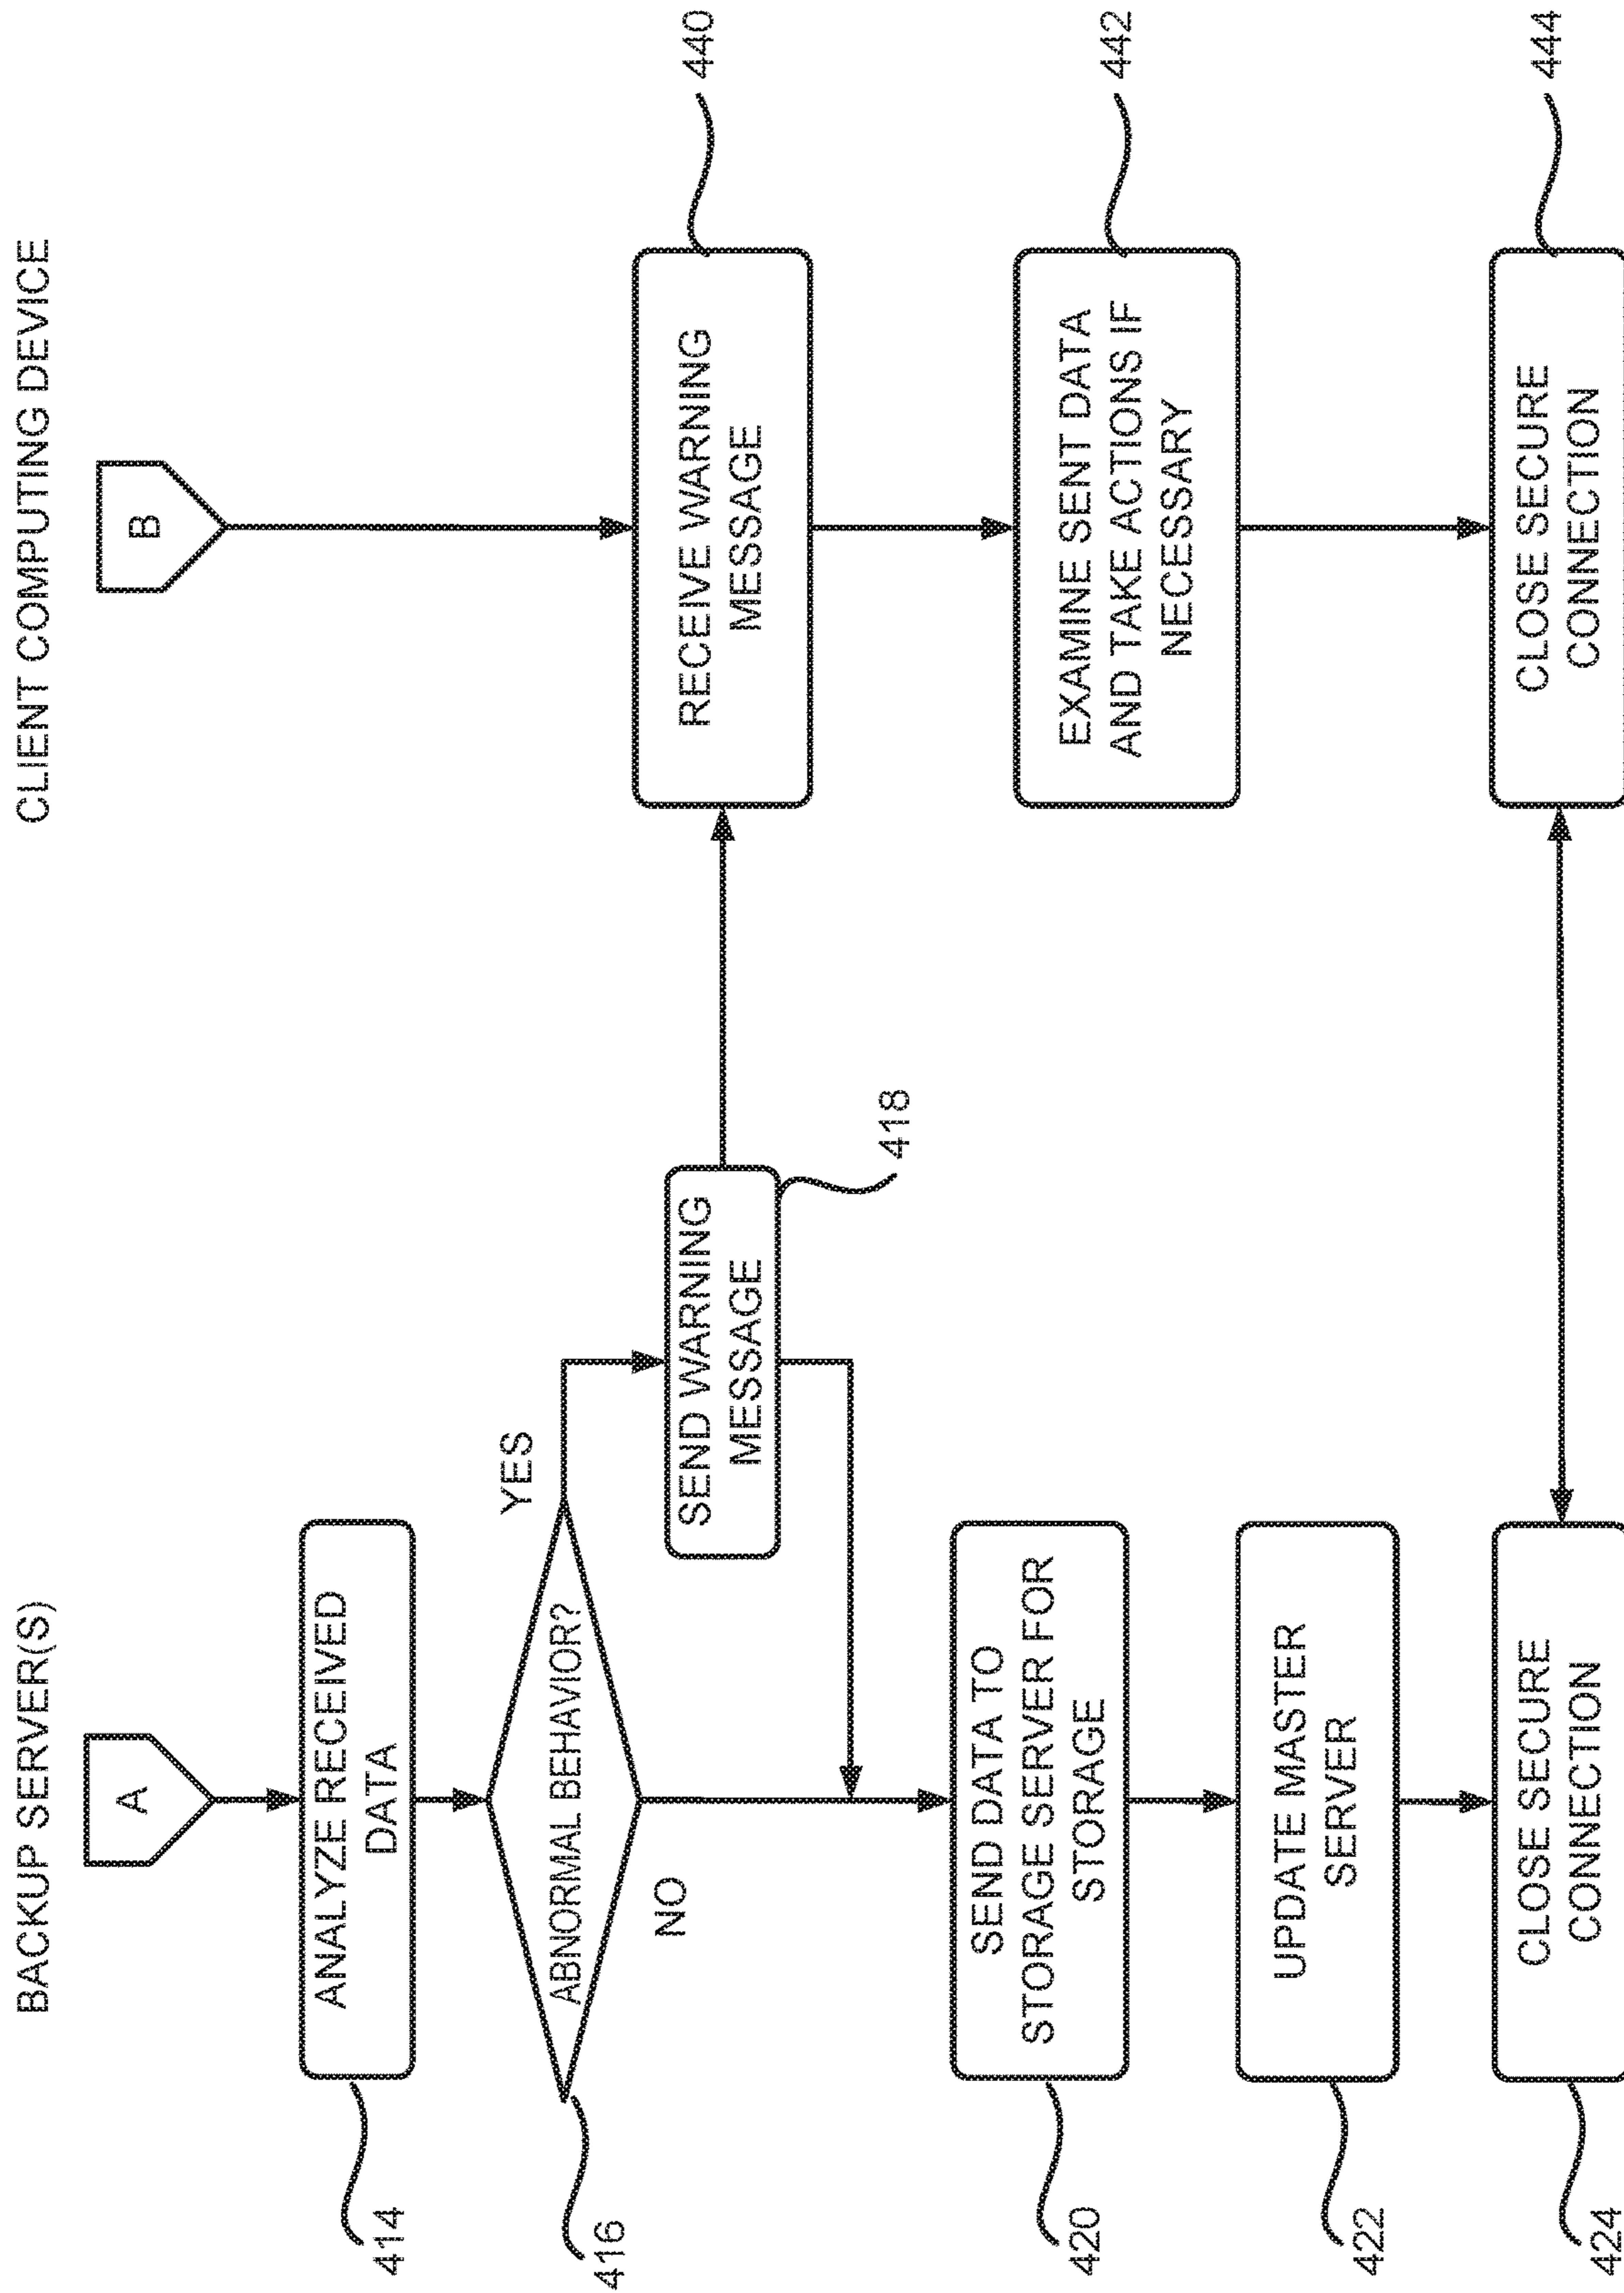 BACKUP SERVER(S)
CLIENT COMPUTING DEVICE
A
B
ANALYZE RECEIVED
DATA
414
ABNORMAL BEHAVIOR?
416
YES
NO
SEND WARNING
MESSAGE
418
RECEIVE WARNING
MESSAGE
440
SEND DATA TO
STORAGE SERVER FOR
STORAGE
420
EXAMINE SENT DATA
AND TAKE ACTIONS IF
NECESSARY
442
UPDATE MASTER
SERVER
422
CLOSE SECURE
CONNECTION
424
CLOSE SECURE
CONNECTION
444